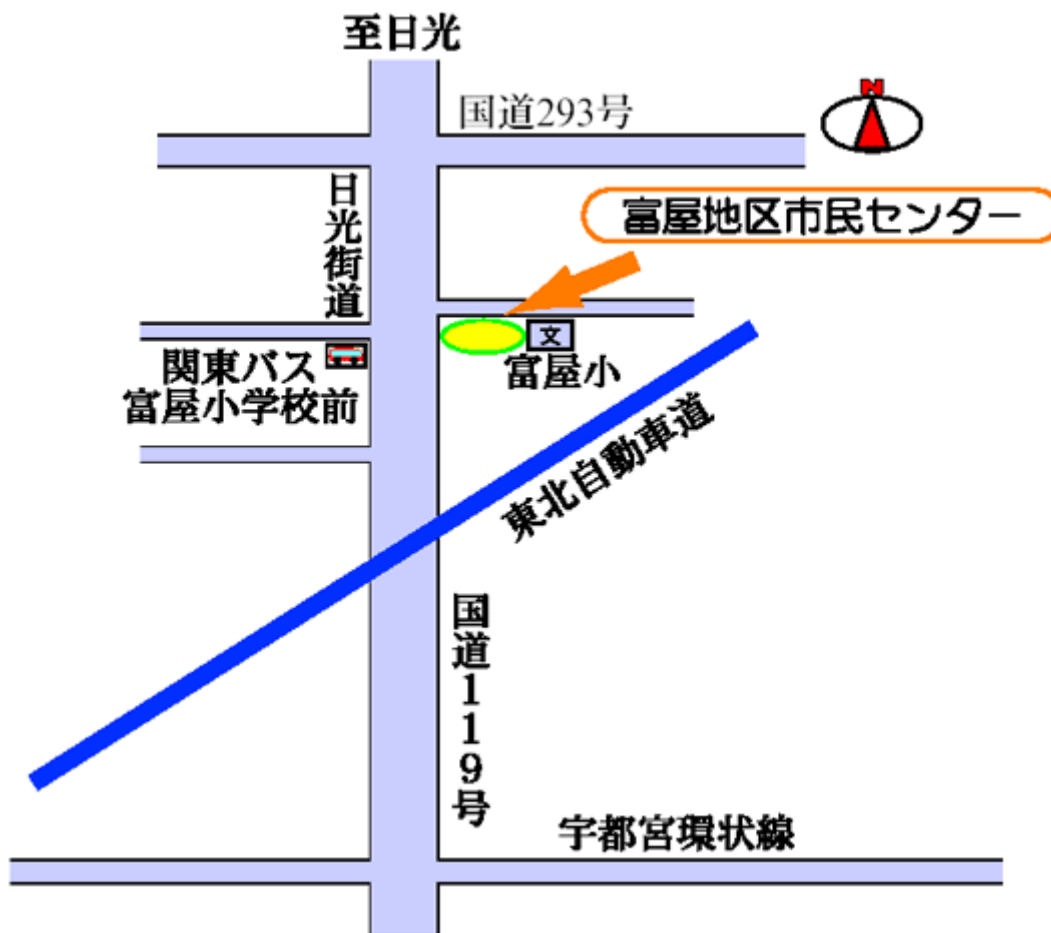 至日光
国道293号
N
日光街道
富屋地区市民センター
文
富屋小
関東バス
富屋小学校前
東北自動車道
国道119号
宇都宮環状線